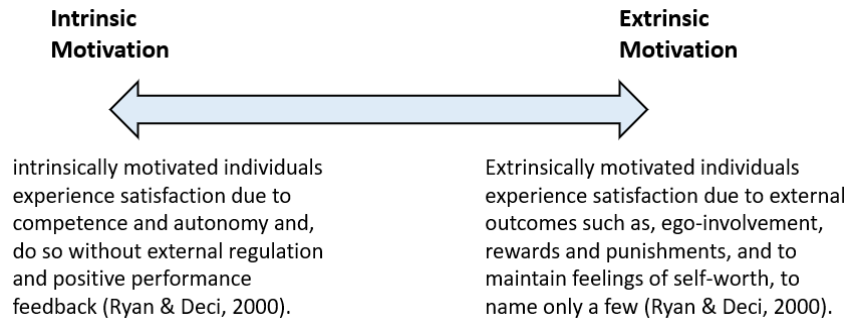 Intrinsic
Motivation
Extrinsic
Motivation
intrinsically motivated individuals
experience satisfaction due to
competence and autonomy and,
do so without external regulation
and positive performance
feedback (Ryan & Deci, 2000).
Extrinsically motivated individuals
experience satisfaction due to external
outcomes such as, ego-involvement,
rewards and punishments, and to
maintain feelings of self-worth, to
name only a few (Ryan & Deci, 2000).